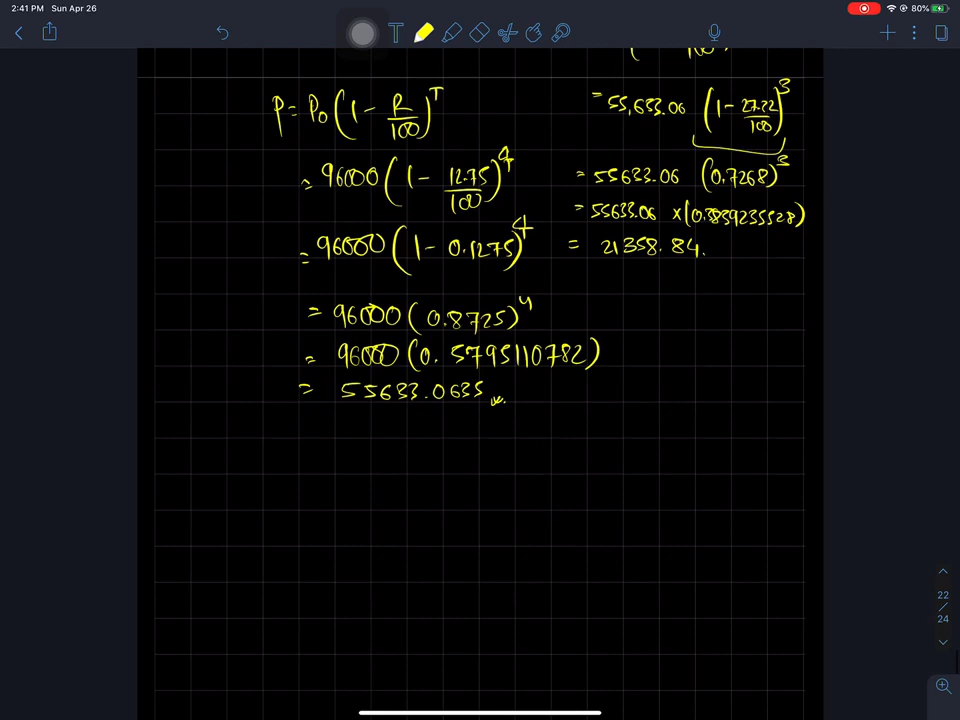 2:41 PM Sun Apr 26
80%
T
P = P₀ (1 - R/100)^T
= 96000 (1 - 12.75/100)^4
= 96000 (1 - 0.1275)^4
= 96000 (0.8725)^4
= 96000 (0.5795110782)
= 55633.0635
= 55,633.06 (1 - 27.22/100)^3
= 55633.06 (0.7268)^3
= 55633.06 × (0.3839235528)
= 21358.84.
22
/
24